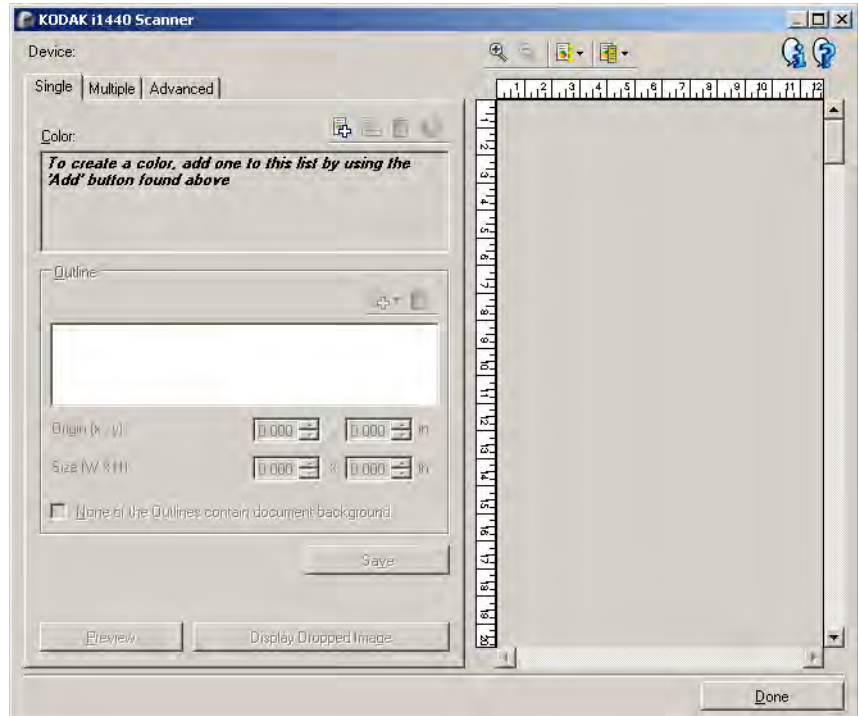 KODAK i1440 Scanner
Device:
Single Multiple Advanced
Color:
To create a color, add one to this list by using the
'Add' button found above
Outline
Origin (x , y)
0.000 0.000 in
Size (W X H)
0.000 X 0.000 in
None of the Outlines contain document background
Save
Preview Display Dropped Image
1 2 3 4 5 6 7 8 9 10 11 12
1
2
3
4
5
6
7
8
9
10
11
12
13
14
15
16
17
18
19
20
Done